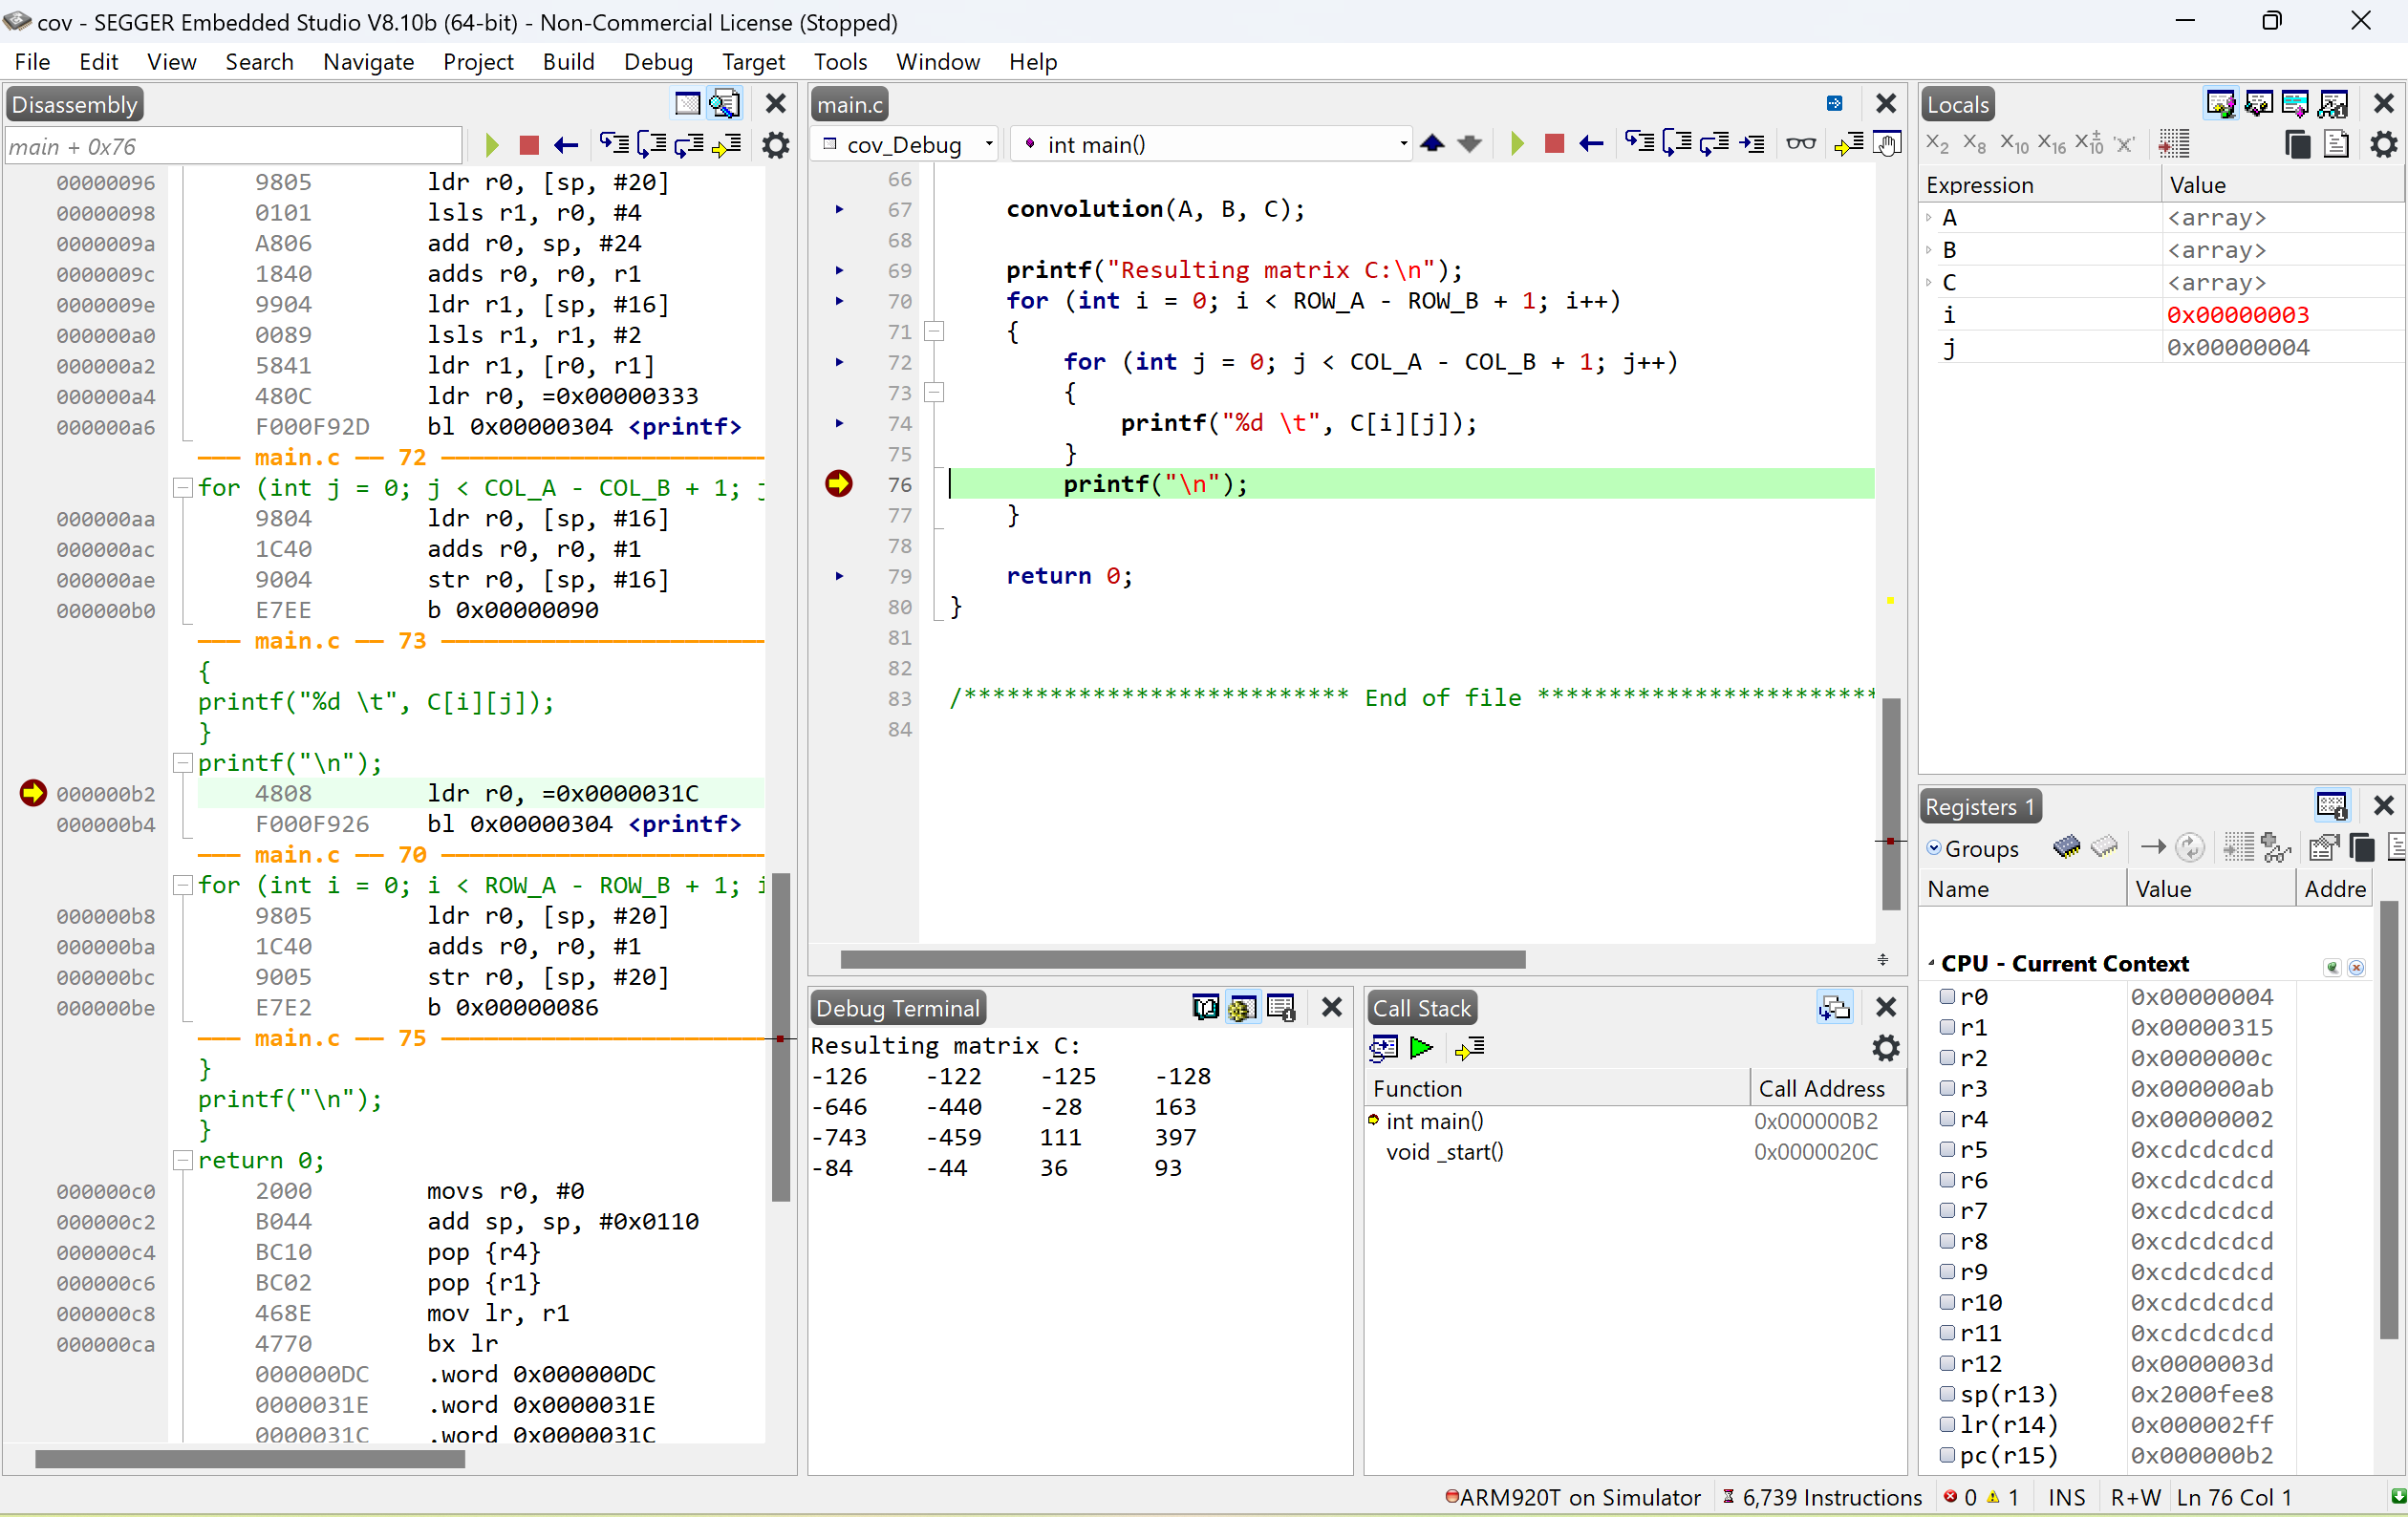 cov - SEGGER Embedded Studio V8.10b (64-bit) - Non-Commercial License (Stopped)
File Edit View Search Navigate Project Build Debug Target Tools Window Help
Disassembly
main + 0x76
00000096 9805 ldr r0, [sp, #20]
00000098 0101 lsls r1, r0, #4
0000009a A806 add r0, sp, #24
0000009c 1840 adds r0, r0, r1
0000009e 9904 ldr r1, [sp, #16]
000000a0 0089 lsls r1, r1, #2
000000a2 5841 ldr r1, [r0, r1]
000000a4 480C ldr r0, =0x00000333
000000a6 F000F92D bl 0x00000304 <printf>
main.c 72
for (int j = 0; j < COL_A - COL_B + 1; j
000000aa 9804 ldr r0, [sp, #16]
000000ac 1C40 adds r0, r0, #1
000000ae 9004 str r0, [sp, #16]
000000b0 E7EE b 0x00000090
main.c 73
{
printf("%d \t", C[i][j]);
}
printf("\n");
000000b2 4808 ldr r0, =0x0000031C
000000b4 F000F926 bl 0x00000304 <printf>
main.c 70
for (int i = 0; i < ROW_A - ROW_B + 1; i
000000b8 9805 ldr r0, [sp, #20]
000000ba 1C40 adds r0, r0, #1
000000bc 9005 str r0, [sp, #20]
000000be E7E2 b 0x00000086
main.c 75
}
printf("\n");
}
return 0;
000000c0 2000 movs r0, #0
000000c2 B044 add sp, sp, #0x0110
000000c4 BC10 pop {r4}
000000c6 BC02 pop {r1}
000000c8 468E mov lr, r1
000000ca 4770 bx lr
000000DC .word 0x000000DC
0000031E .word 0x0000031E
0000031C .word 0x0000031C
main.c
cov_Debug int main()
66
67 convolution(A, B, C);
68
69 printf("Resulting matrix C:\n");
70 for (int i = 0; i < ROW_A - ROW_B + 1; i++)
71 {
72 for (int j = 0; j < COL_A - COL_B + 1; j++)
73 {
74 printf("%d \t", C[i][j]);
75 }
76 printf("\n");
77 }
78
79 return 0;
80 }
81
82
83 /*************************** End of file ************************
84
Debug Terminal
Resulting matrix C:
-126 -122 -125 -128
-646 -440 -28 163
-743 -459 111 397
-84 -44 36 93
Call Stack
Function Call Address
int main() 0x000000B2
void _start() 0x0000020C
Locals
X2 X8 X10 X16 X±10 'x'
Expression Value
A <array>
B <array>
C <array>
i 0x00000003
j 0x00000004
Registers 1
Groups
Name Value Addre
CPU - Current Context
r0 0x00000004
r1 0x00000315
r2 0x0000000c
r3 0x000000ab
r4 0x00000002
r5 0xcdcdcdcd
r6 0xcdcdcdcd
r7 0xcdcdcdcd
r8 0xcdcdcdcd
r9 0xcdcdcdcd
r10 0xcdcdcdcd
r11 0xcdcdcdcd
r12 0x0000003d
sp(r13) 0x2000fee8
lr(r14) 0x000002ff
pc(r15) 0x000000b2
ARM920T on Simulator 6,739 Instructions 0 1 INS R+W Ln 76 Col 1